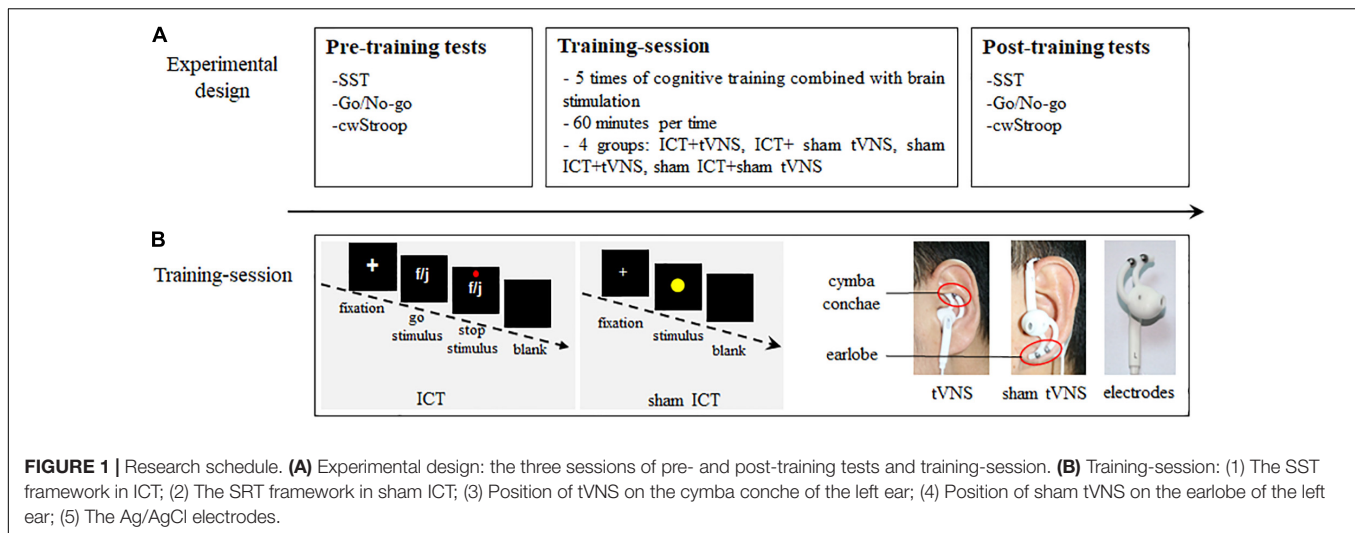 A
Experimental
design
Pre-training tests
-SST
-Go/No-go
-cwStroop
Training-session
- 5 times of cognitive training combined with brain
stimulation
- 60 minutes per time
- 4 groups: ICT+tVNS, ICT+ sham tVNS, sham
ICT+tVNS, sham ICT+sham tVNS
Post-training tests
-SST
-Go/No-go
-cwStroop
B
Training-session
f/j
f/j
fixation
go
stimulus
stop
stimulus
blank
ICT
fixation
stimulus
blank
sham ICT
cymba
conchae
earlobe
L
tVNS
sham tVNS
electrodes
FIGURE 1 | Research schedule. (A) Experimental design: the three sessions of pre- and post-training tests and training-session. (B) Training-session: (1) The SST
framework in ICT; (2) The SRT framework in sham ICT; (3) Position of tVNS on the cymba conche of the left ear; (4) Position of sham tVNS on the earlobe of the left
ear; (5) The Ag/AgCl electrodes.